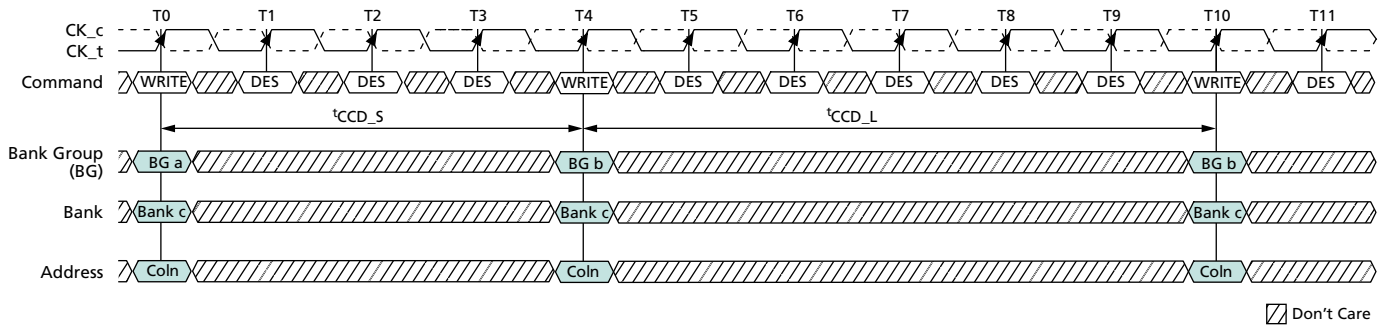 T0 T1 T2 T3 T4 T5 T6 T7 T8 T9 T10 T11
CK_c
CK_t
Command WRITE DES DES DES WRITE DES DES DES DES DES WRITE DES
tCCD_S tCCD_L
Bank Group
(BG) BG a BG b BG b
Bank Bank c Bank c Bank c
Address Coln Coln Coln
Don't Care